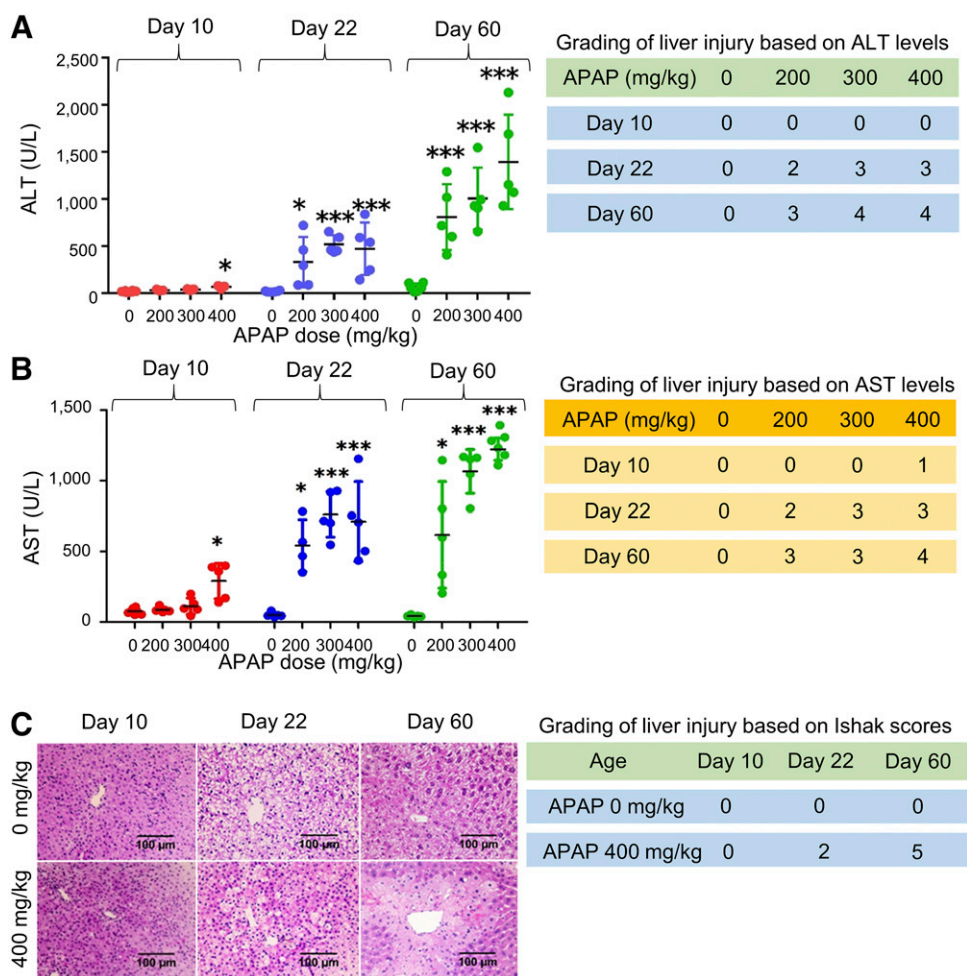 A
Day 10 Day 22 Day 60
ALT (U/L)
2,500
2,000
1,500
1,000
500
0
* * *** *** *** *** ***
0 200 300 400 0 200 300 400 0 200 300 400
APAP dose (mg/kg)
Grading of liver injury based on ALT levels
APAP (mg/kg) 0 200 300 400
Day 10 0 0 0 0
Day 22 0 2 3 3
Day 60 0 3 4 4
B
Day 10 Day 22 Day 60
AST (U/L)
1,500
1,000
500
0
* * *** *** * *** ***
0 200 300 400 0 200 300 400 0 200 300 400
APAP dose (mg/kg)
Grading of liver injury based on AST levels
APAP (mg/kg) 0 200 300 400
Day 10 0 0 0 1
Day 22 0 2 3 3
Day 60 0 3 3 4
C
Day 10 Day 22 Day 60
0 mg/kg
100 µm 100 µm 100 µm
400 mg/kg
100 µm 100 µm 100 µm
Grading of liver injury based on Ishak scores
Age Day 10 Day 22 Day 60
APAP 0 mg/kg 0 0 0
APAP 400 mg/kg 0 2 5